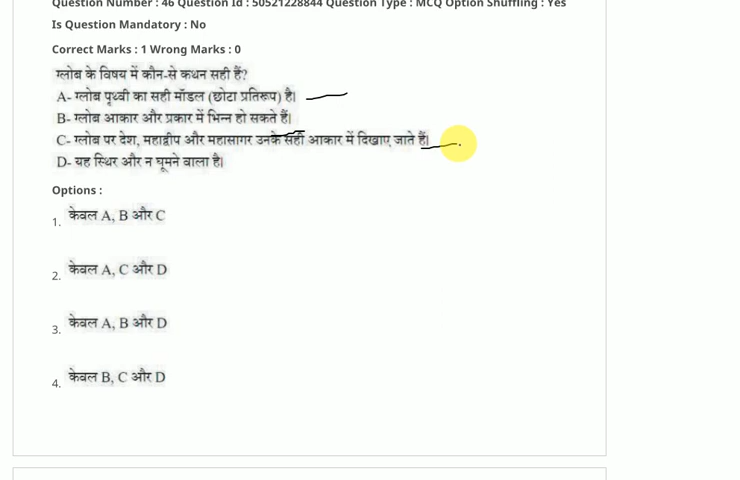 Question Number : 46 Question Id : 50521228844 Question Type : MCQ Option Shuffling : Yes
Is Question Mandatory : No
Correct Marks : 1 Wrong Marks : 0
ग्लोब के विषय में कौन-से कथन सही हैं?
A- ग्लोब पृथ्वी का सही मॉडल (छोटा प्रतिरूप) है।
B- ग्लोब आकार और प्रकार में भिन्न हो सकते हैं।
C- ग्लोब पर देश, महाद्वीप और महासागर उनके सही आकार में दिखाए जाते हैं।
D- यह स्थिर और न घूमने वाला है।
Options :
1. केवल A, B और C
2. केवल A, C और D
3. केवल A, B और D
4. केवल B, C और D